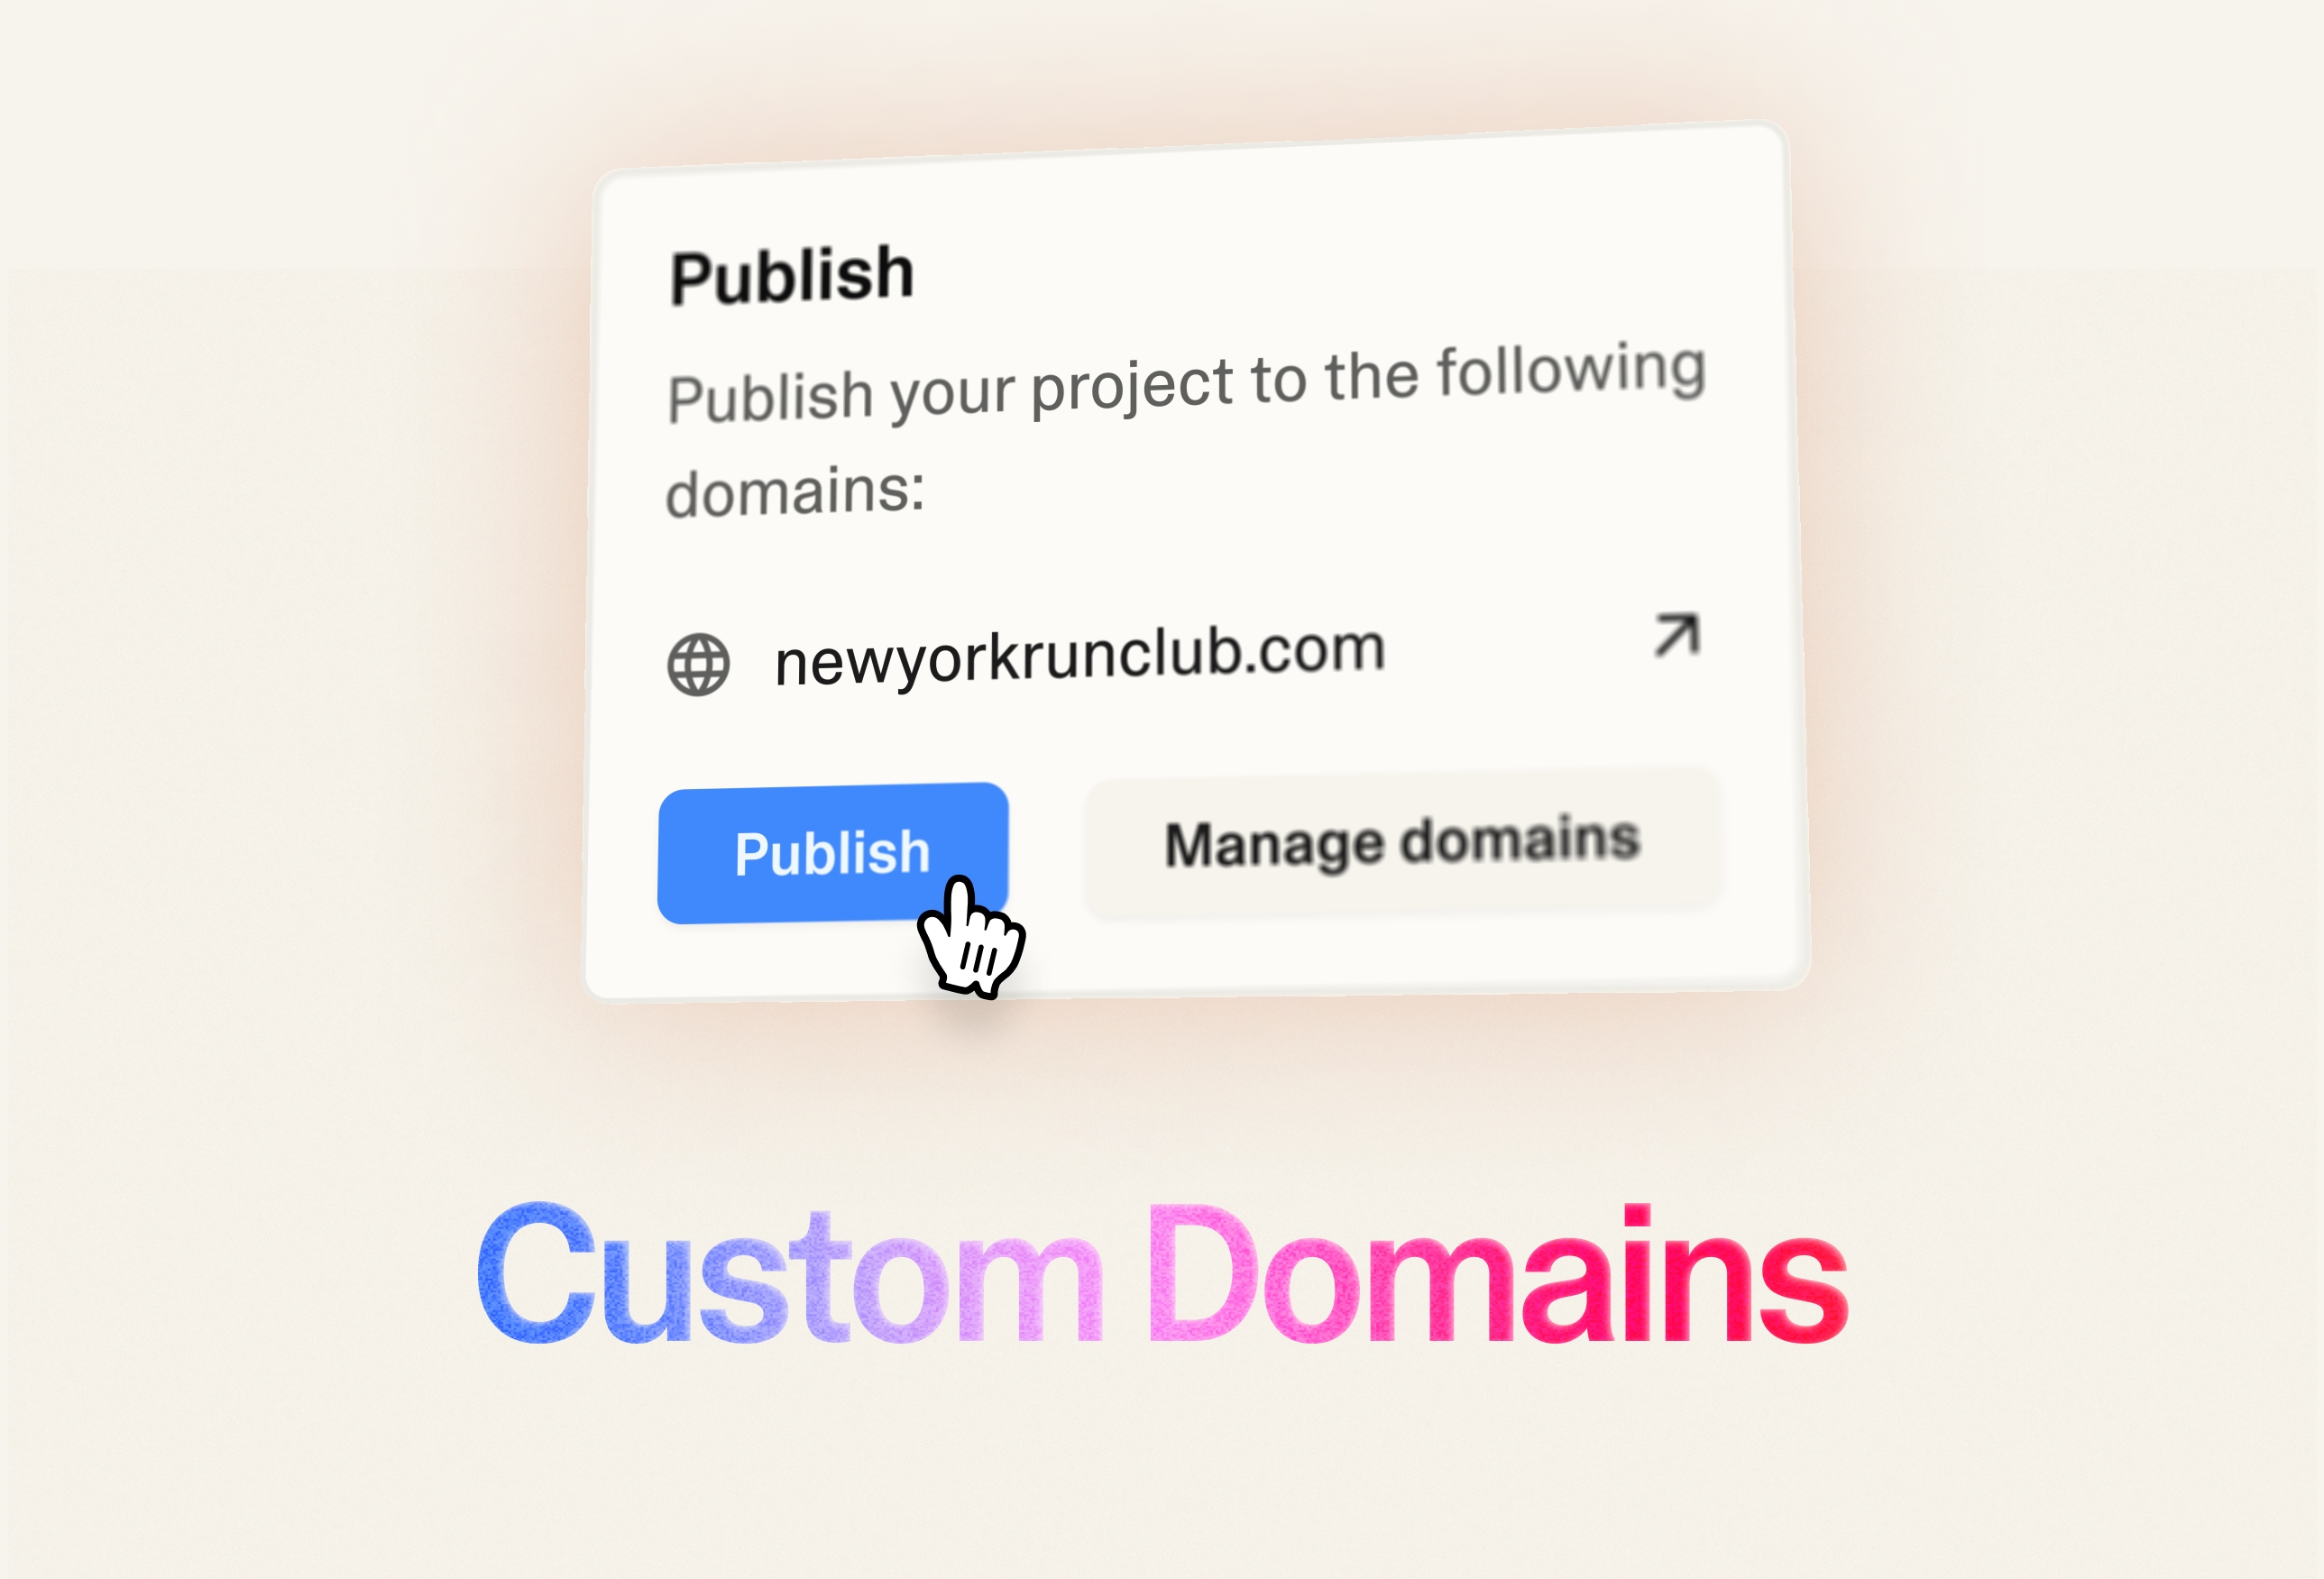 Publish
Publish your project to the following
domains:
newyorkrunclub.com
Publish
Manage domains
Custom Domains